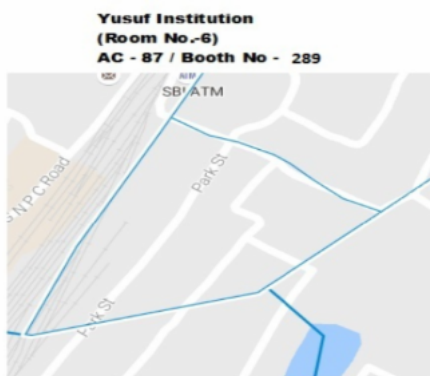 Yusuf Institution
(Room No.-6)
AC - 87 / Booth No - 289
SBI ATM
Park St
S N P C Road
Park St